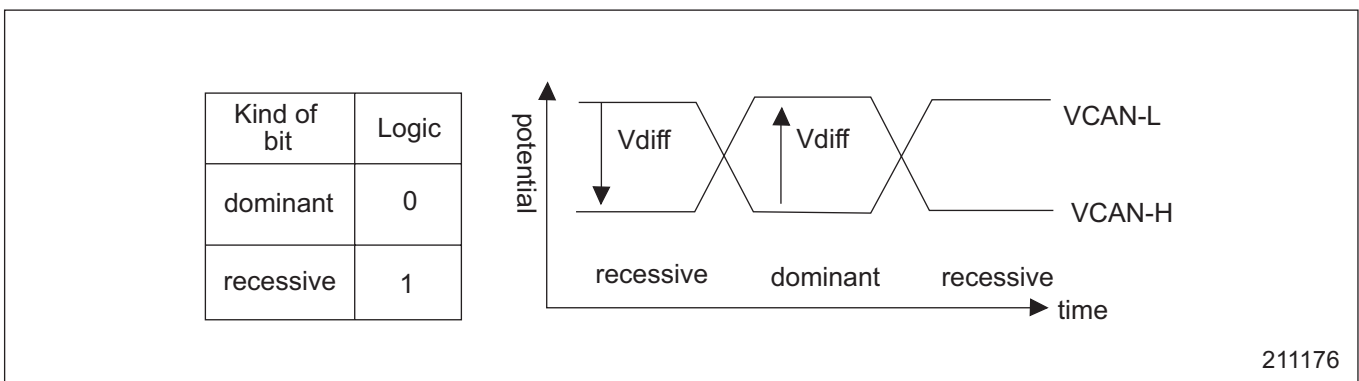 Kind of
bit
Logic
dominant
0
recessive
1
potential
Vdiff
Vdiff
VCAN-L
VCAN-H
recessive
dominant
recessive
time
211176